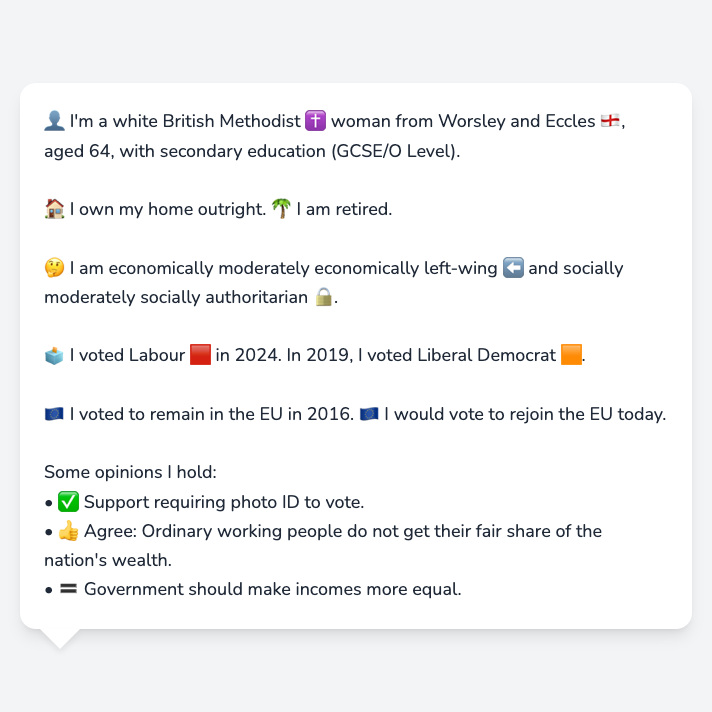 👤 I'm a white British Methodist ✝️ woman from Worsley and Eccles 🏴󠁧󠁢󠁥󠁮󠁧󠁿,
aged 64, with secondary education (GCSE/O Level).
🏠 I own my home outright. 🌴 I am retired.
🤔 I am economically moderately economically left-wing ⬅️ and socially
moderately socially authoritarian 🔒.
🗳️ I voted Labour 🟥 in 2024. In 2019, I voted Liberal Democrat 🟧.
🇪🇺 I voted to remain in the EU in 2016. 🇪🇺 I would vote to rejoin the EU today.
Some opinions I hold:
• ✅ Support requiring photo ID to vote.
• 👍 Agree: Ordinary working people do not get their fair share of the
nation's wealth.
• 🟰 Government should make incomes more equal.